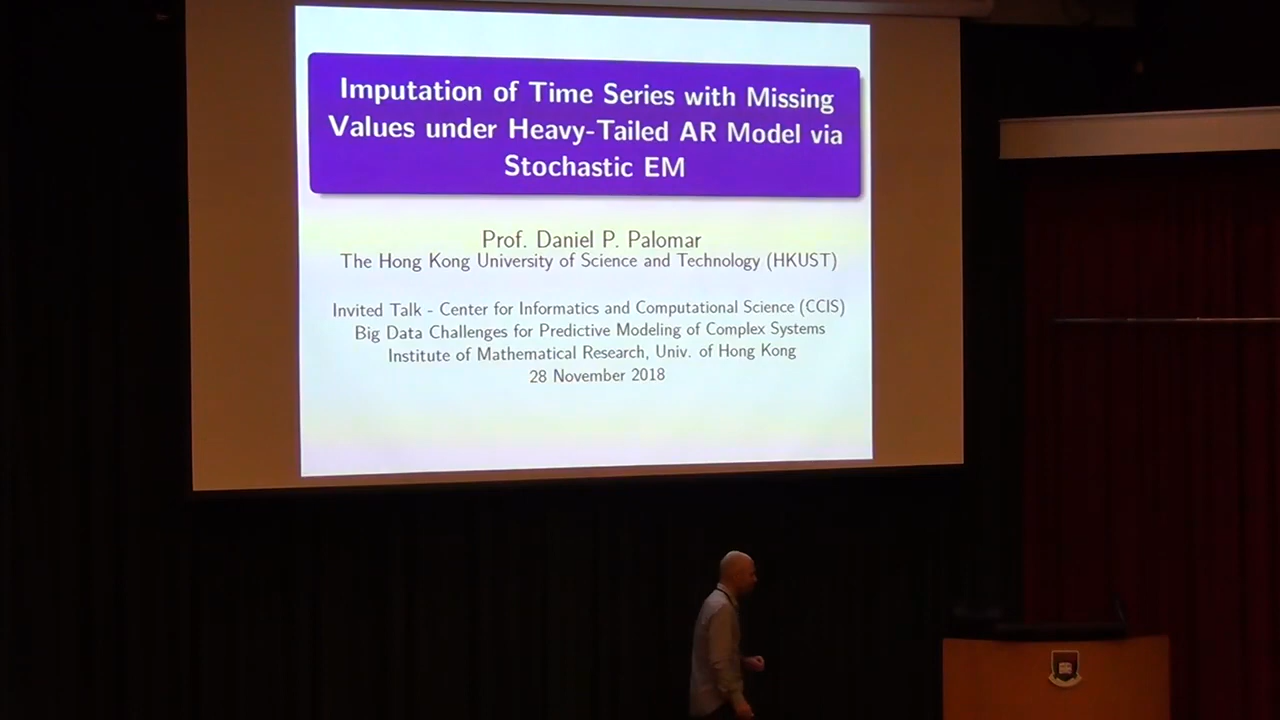 Imputation of Time Series with Missing
Values under Heavy-Tailed AR Model via
Stochastic EM
Prof. Daniel P. Palomar
The Hong Kong University of Science and Technology (HKUST)
Invited Talk - Center for Informatics and Computational Science (CCIS)
Big Data Challenges for Predictive Modeling of Complex Systems
Institute of Mathematical Research, Univ. of Hong Kong
28 November 2018